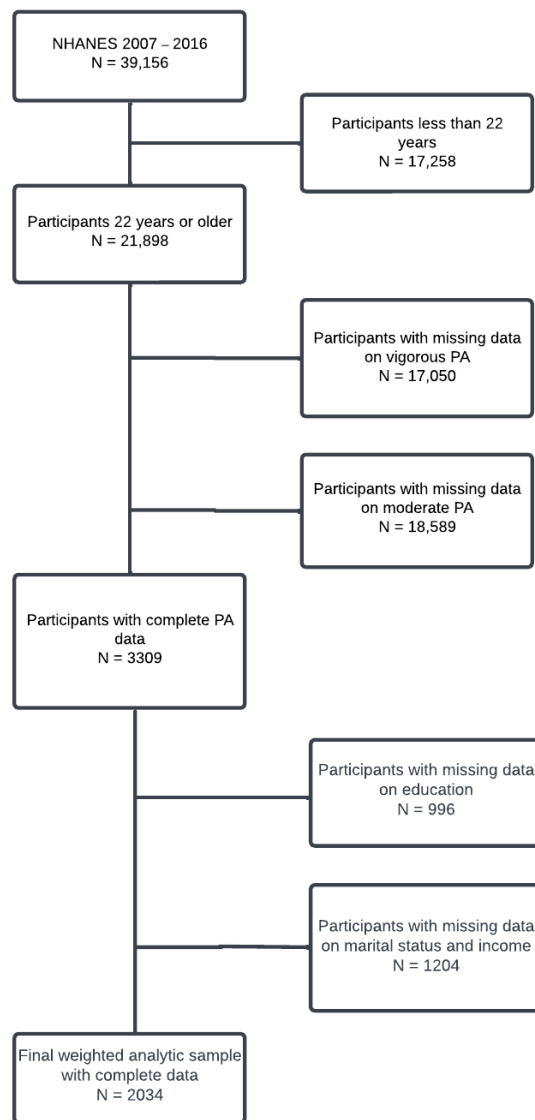 NHANES 2007 – 2016
N = 39,156
Participants less than 22
years
N = 17,258
Participants 22 years or older
N = 21,898
Participants with missing data
on vigorous PA
N = 17,050
Participants with missing data
on moderate PA
N = 18,589
Participants with complete PA
data
N = 3309
Participants with missing data
on education
N = 996
Participants with missing data
on marital status and income
N = 1204
Final weighted analytic sample
with complete data
N = 2034